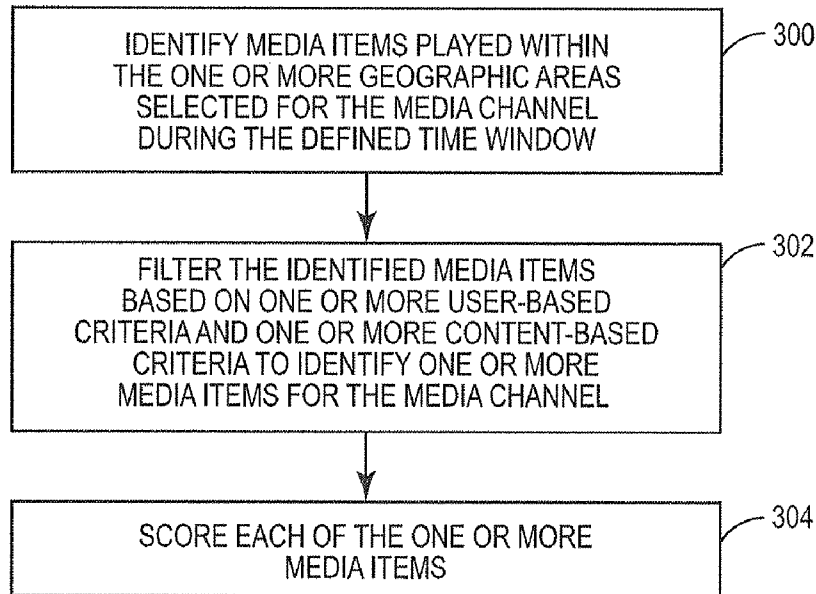 IDENTIFY MEDIA ITEMS PLAYED WITHIN
THE ONE OR MORE GEOGRAPHIC AREAS
SELECTED FOR THE MEDIA CHANNEL
DURING THE DEFINED TIME WINDOW
300
FILTER THE IDENTIFIED MEDIA ITEMS
BASED ON ONE OR MORE USER-BASED
CRITERIA AND ONE OR MORE CONTENT-BASED
CRITERIA TO IDENTIFY ONE OR MORE
MEDIA ITEMS FOR THE MEDIA CHANNEL
302
SCORE EACH OF THE ONE OR MORE
MEDIA ITEMS
304